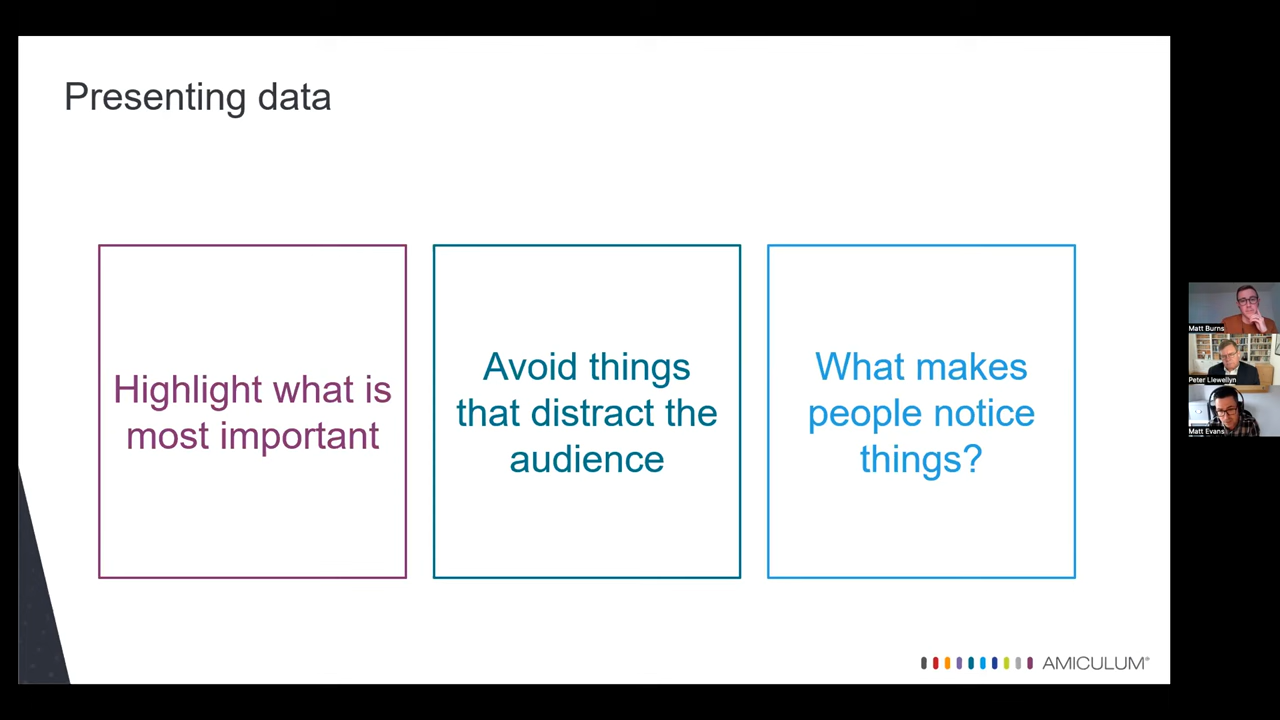 Presenting data
Highlight what is
most important
Avoid things
that distract the
audience
What makes
people notice
things?
Matt Burns
Peter Llewellyn
Matt Evans
AMICULUM®